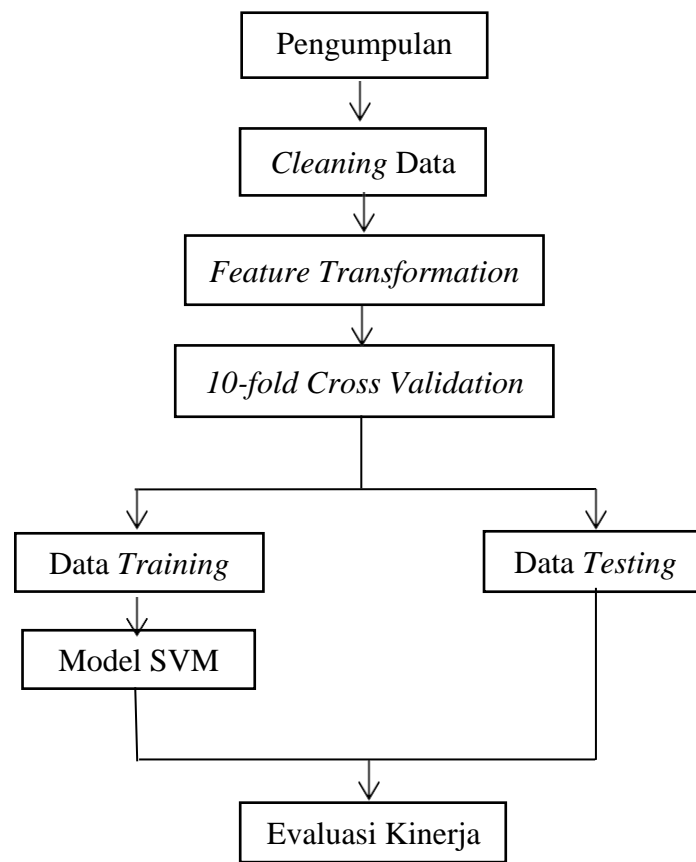 Pengumpulan
Cleaning Data
Feature Transformation
10-fold Cross Validation
Data Training
Data Testing
Model SVM
Evaluasi Kinerja